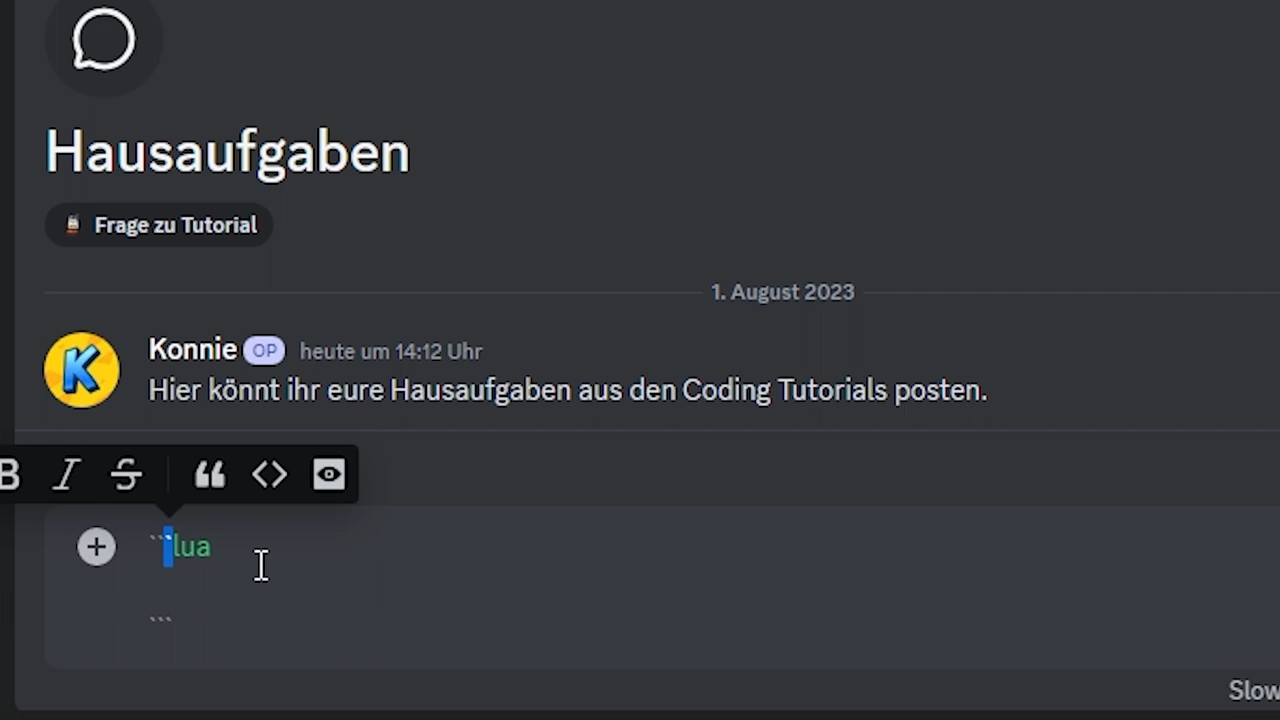 Hausaufgaben
Frage zu Tutorial
1. August 2023
K
Konnie OP heute um 14:12 Uhr
Hier könnt ihr eure Hausaufgaben aus den Coding Tutorials posten.
B I S
```lua
```
Slow